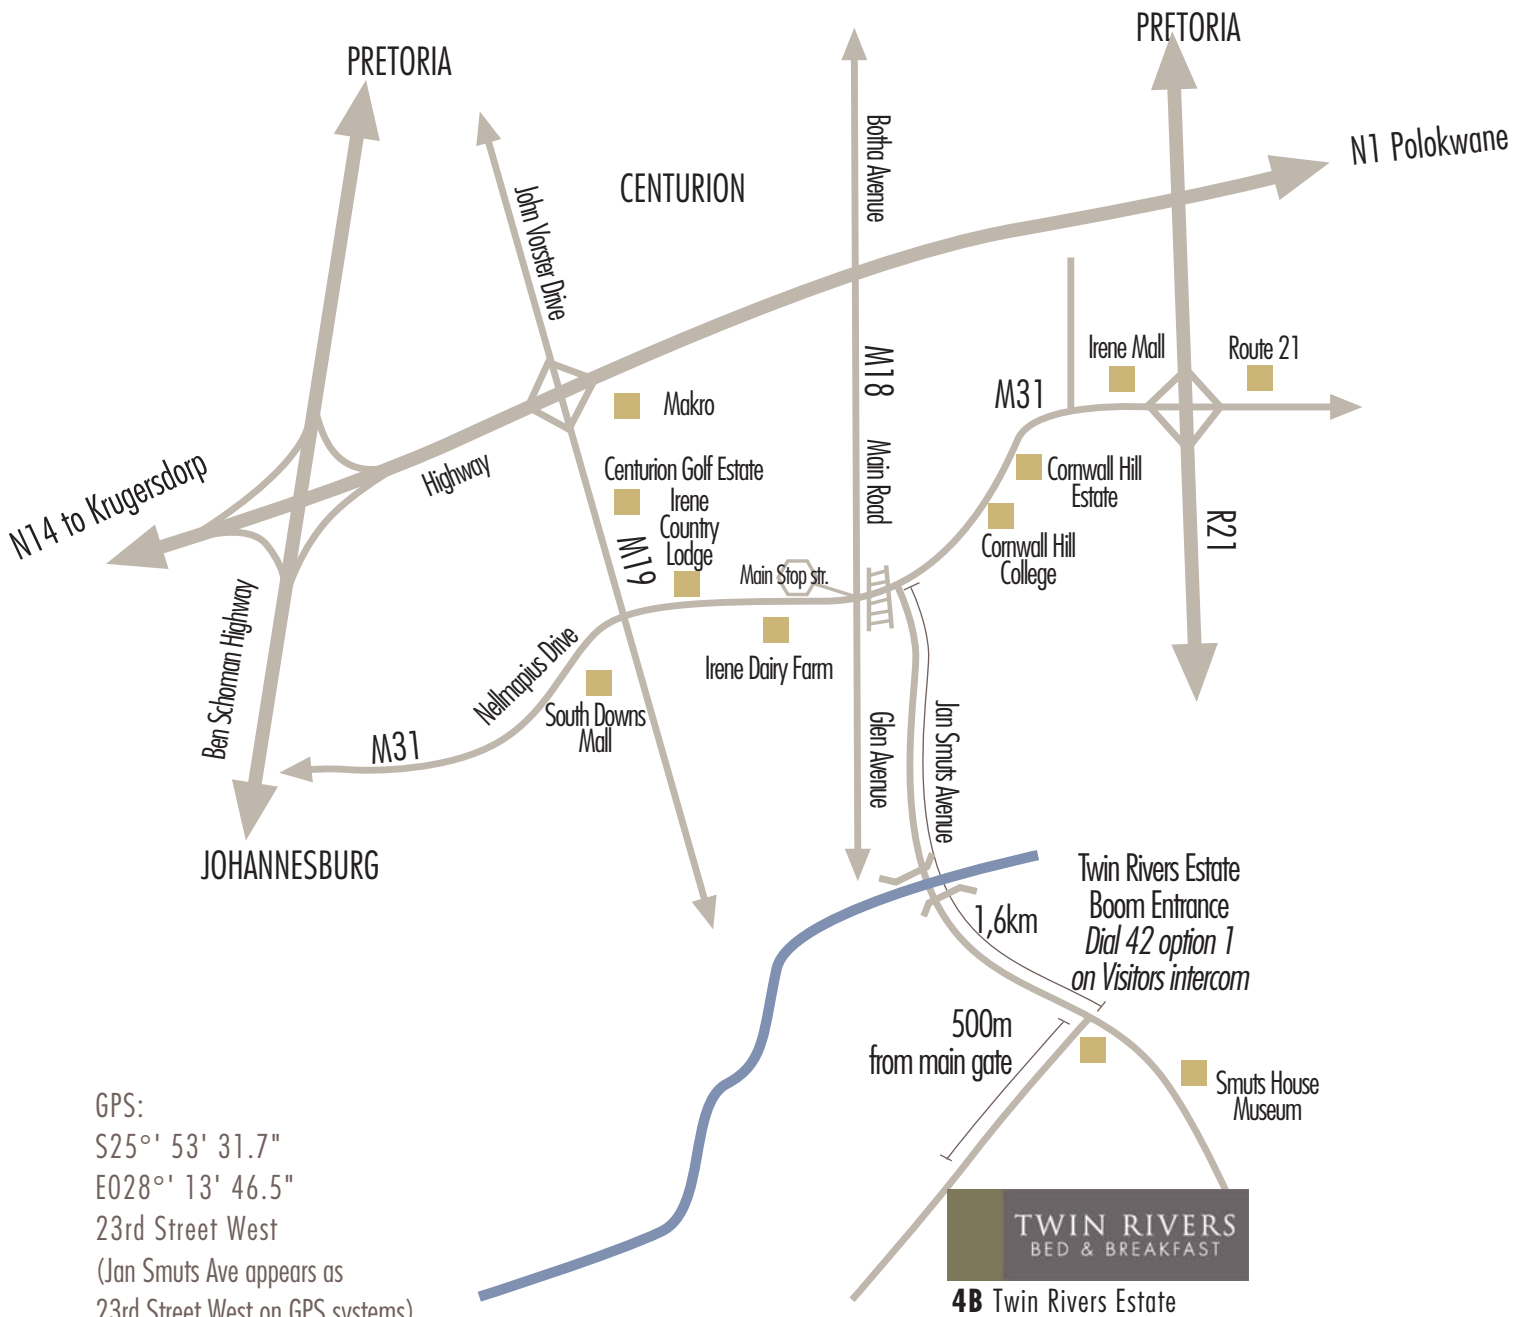 PRETORIA
PRETORIA
N1 Polokwane
Botha Avenue
John Vorster Drive
CENTURION
Irene Mall
Route 21
M18
M31
Makro
Highway
Centurion Golf Estate
Irene
Country
Lodge
Main Road
Cornwall Hill
Estate
N14 to Krugersdorp
R21
M19
Main Stop str.
Cornwall Hill
College
Ben Schoman Highway
Nellmapius Drive
Irene Dairy Farm
South Downs
Mall
M31
Glen Avenue
Jan Smuts Avenue
JOHANNESBURG
Twin Rivers Estate
Boom Entrance
Dial 42 option 1
on Visitors intercom
1,6km
500m
from main gate
Smuts House
Museum
GPS:
S25°' 53' 31.7"
E028°' 13' 46.5"
23rd Street West
(Jan Smuts Ave appears as
23rd Street West on GPS systems)
TWIN RIVERS
BED & BREAKFAST
4B Twin Rivers Estate